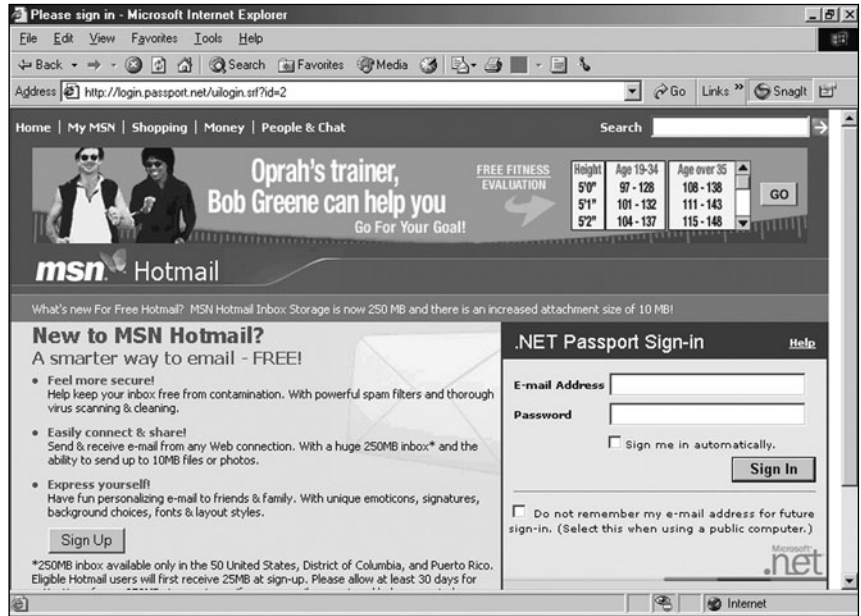 Please sign in - Microsoft Internet Explorer
File Edit View Favorites Tools Help
Back Search Favorites Media
Address http://login.passport.net/uilogin.srf?id=2 Go Links » SnagIt
Home | My MSN | Shopping | Money | People & Chat Search
Oprah's trainer,
Bob Greene can help you
Go For Your Goal!
FREE FITNESS
EVALUATION
Height Age 19-34 Age over 35
5'0" 97 - 128 108 - 138
5'1" 101 - 132 111 - 143
5'2" 104 - 137 115 - 148
GO
msn Hotmail
What's new For Free Hotmail? MSN Hotmail Inbox Storage is now 250 MB and there is an increased attachment size of 10 MB!
New to MSN Hotmail?
A smarter way to email - FREE!
• Feel more secure!
Help keep your inbox free from contamination. With powerful spam filters and thorough
virus scanning & cleaning.
• Easily connect & share!
Send & receive e-mail from any Web connection. With a huge 250MB inbox* and the
ability to send up to 10MB files or photos.
• Express yourself!
Have fun personalizing e-mail to friends & family. With unique emoticons, signatures,
background choices, fonts & layout styles.
Sign Up
*250MB inbox available only in the 50 United States, District of Columbia, and Puerto Rico.
Eligible Hotmail users will first receive 25MB at sign-up. Please allow at least 30 days for
.NET Passport Sign-in Help
E-mail Address
Password
Sign me in automatically.
Sign In
Do not remember my e-mail address for future
sign-in. (Select this when using a public computer.)
Microsoft
.net
Internet